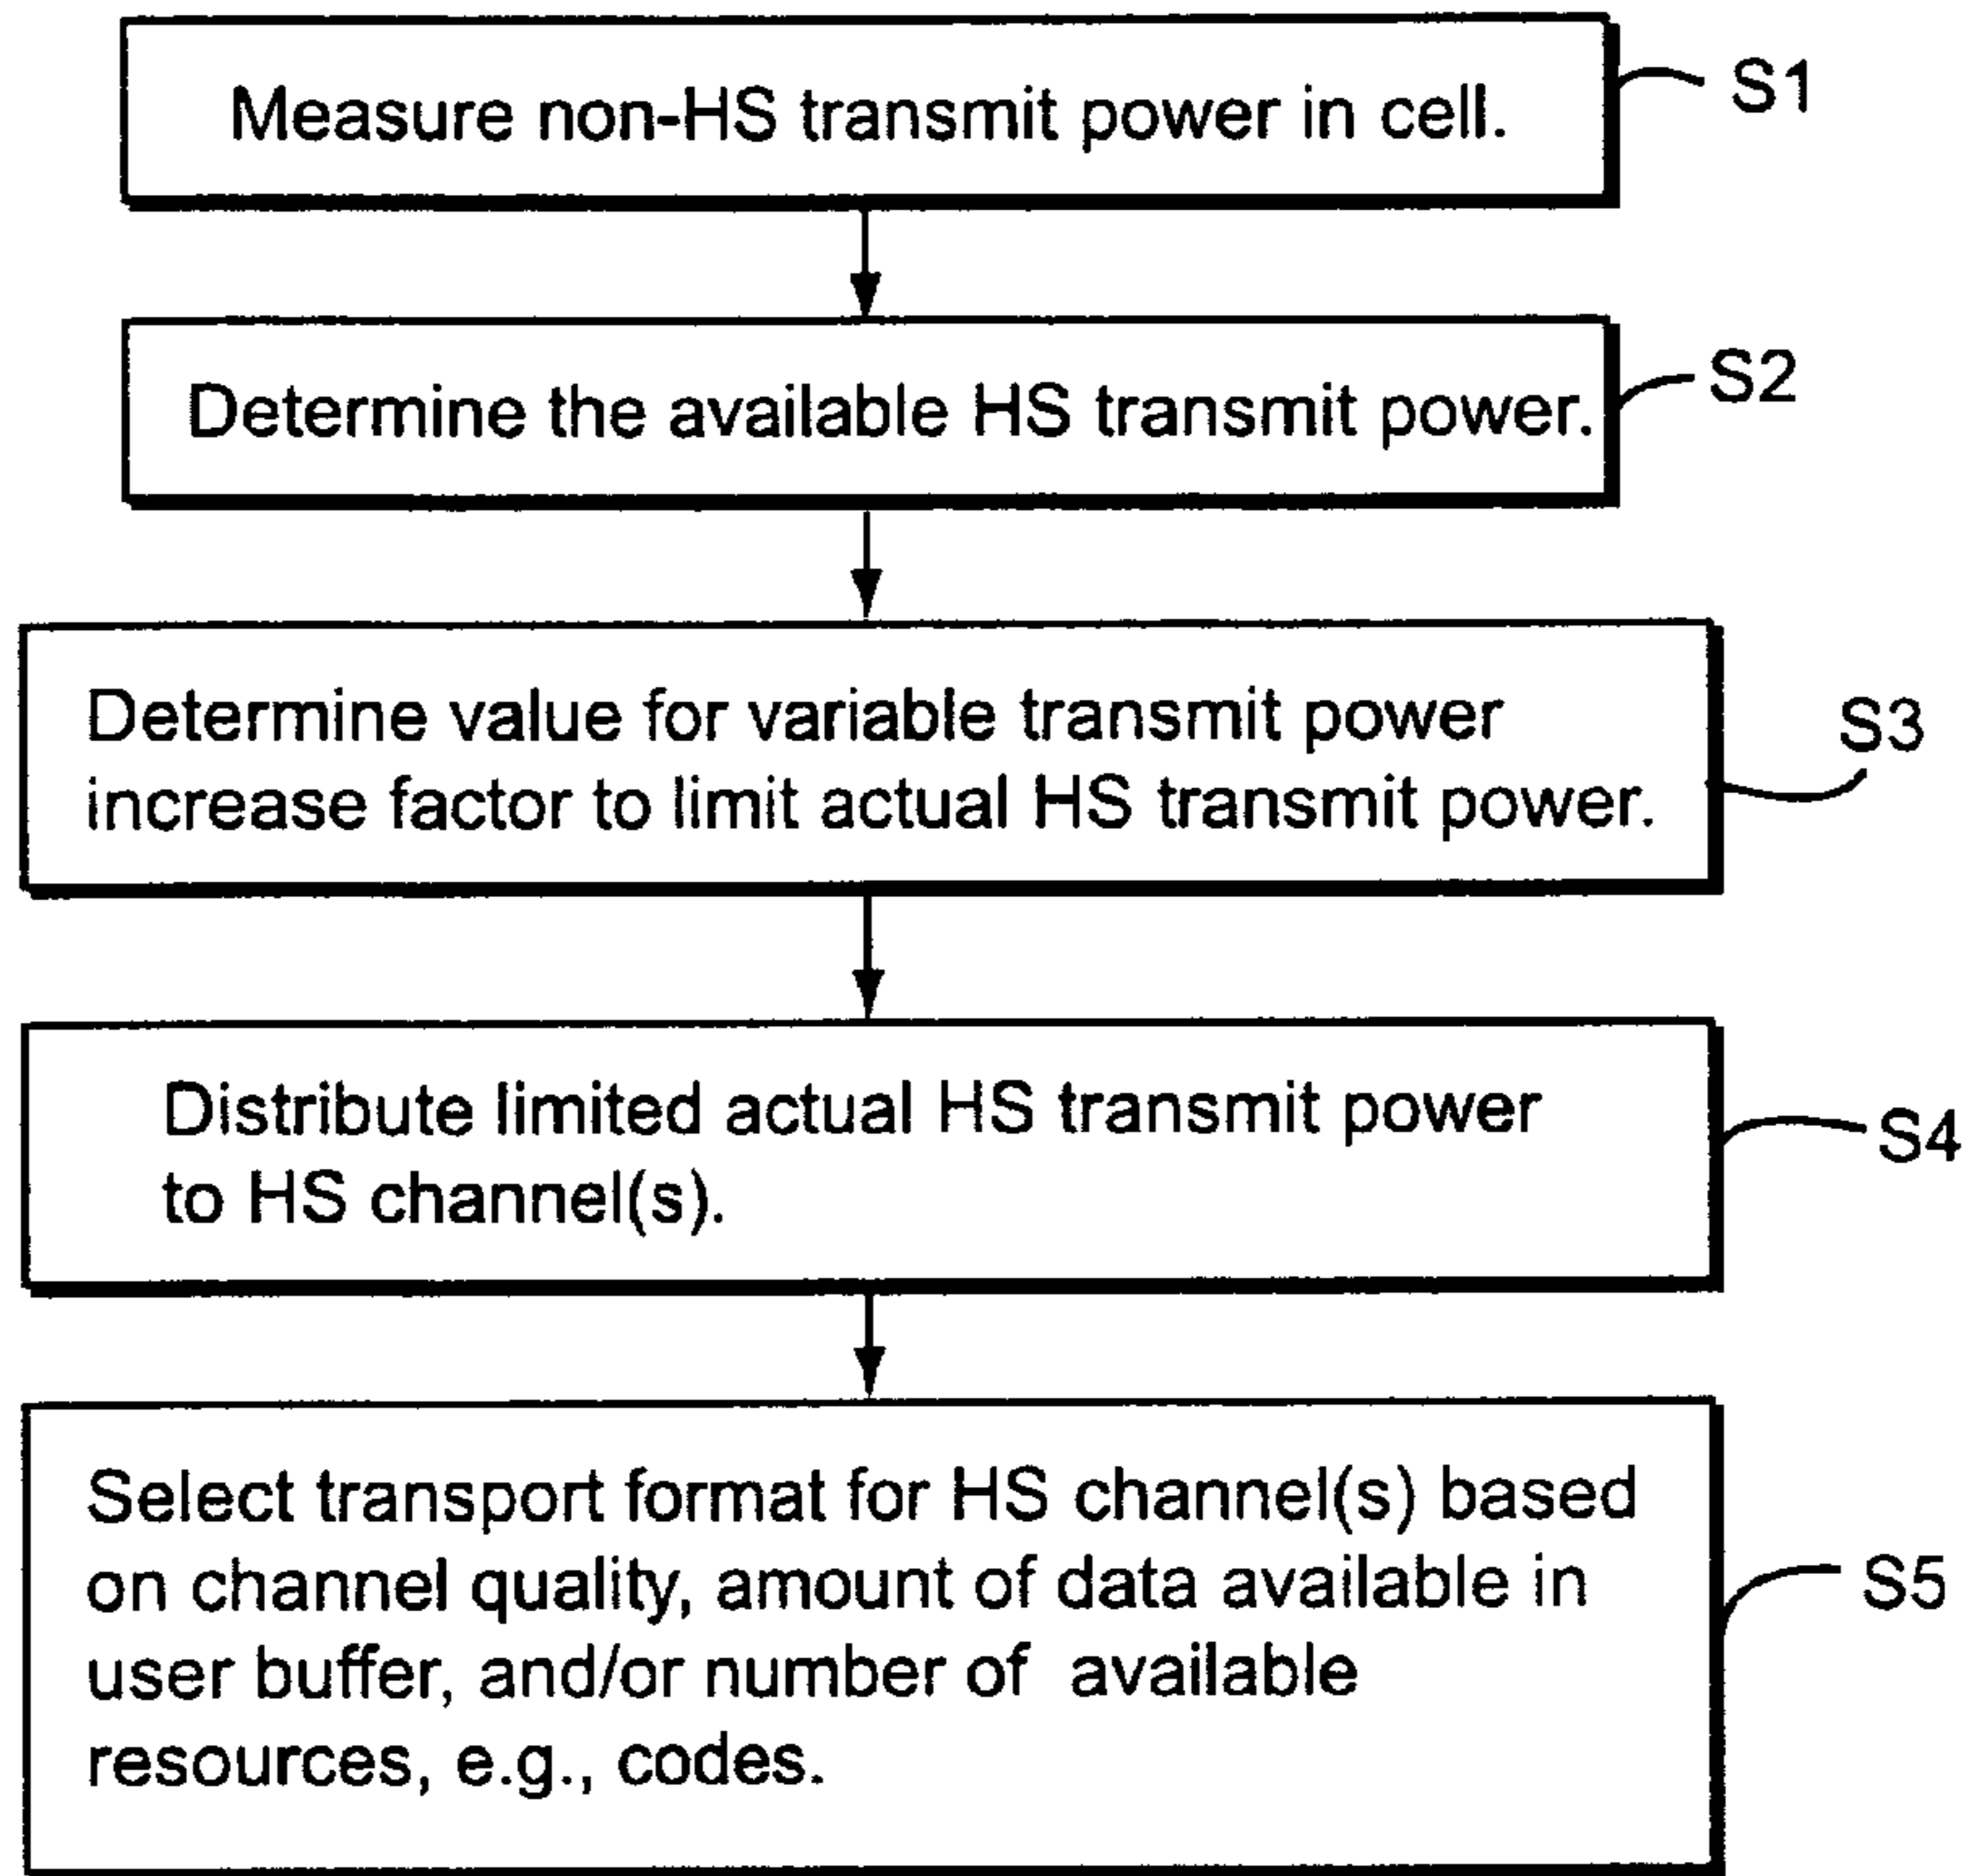 Measure non-HS transmit power in cell.
S1
Determine the available HS transmit power.
S2
Determine value for variable transmit power
increase factor to limit actual HS transmit power.
S3
Distribute limited actual HS transmit power
to HS channel(s).
S4
Select transport format for HS channel(s) based
on channel quality, amount of data available in
user buffer, and/or number of available
resources, e.g., codes.
S5